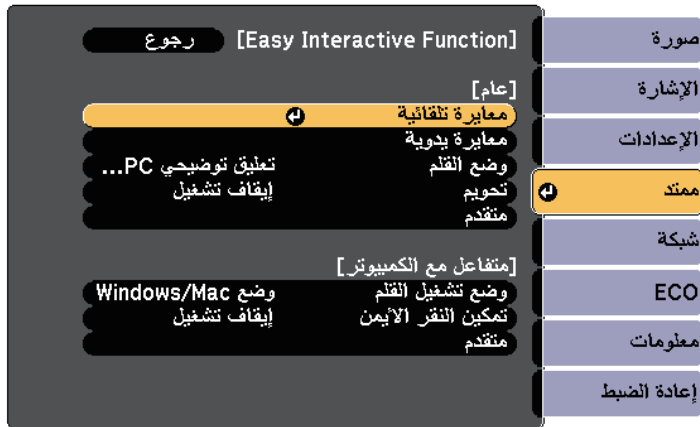 صورة
الإشارة
الإعدادات
ممتد
شبكة
ECO
معلومات
إعادة الضبط
[Easy Interactive Function] رجوع
[عام]
معايرة تلقائية
معايرة يدوية
وضع القلم تعليق توضيحي PC...
تحويم إيقاف تشغيل
متقدم
[متفاعل مع الكمبيوتر]
وضع تشغيل القلم وضع Windows/Mac
تمكين النقر الأيمن إيقاف تشغيل
متقدم